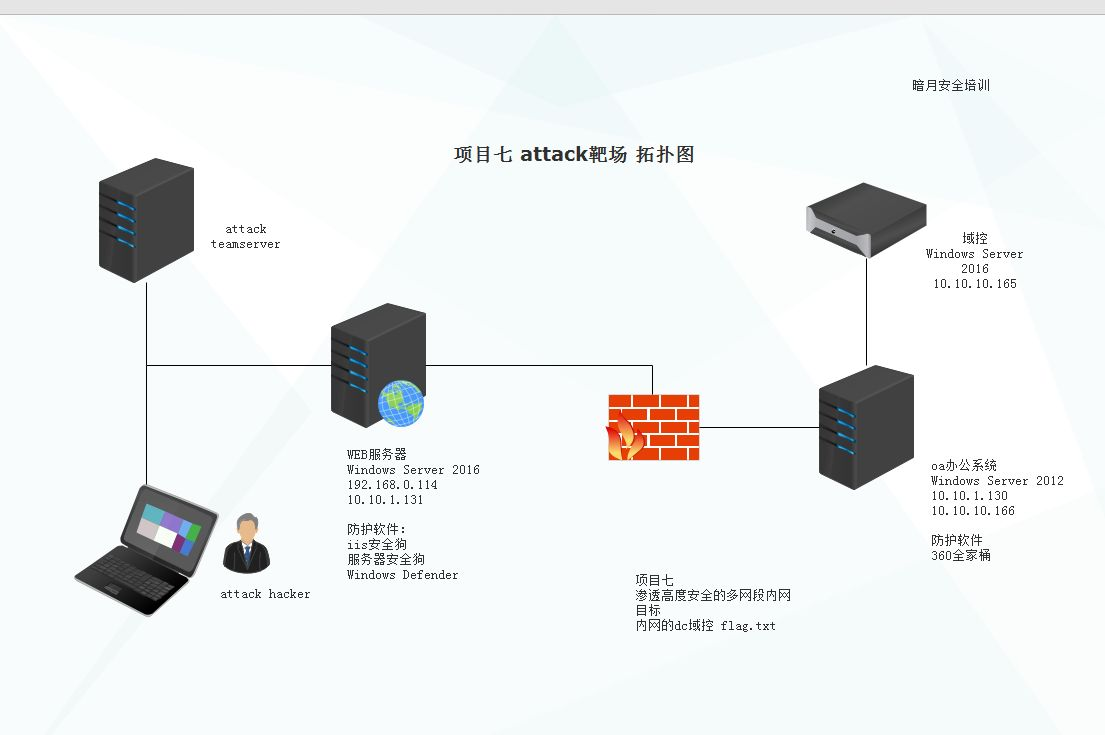 暗月安全培训
项目七 attack靶场 拓扑图
attack
teamserver
域控
Windows Server
2016
10.10.10.165
WEB服务器
Windows Server 2016
192.168.0.114
10.10.1.131
防护软件:
iis安全狗
服务器安全狗
Windows Defender
oa办公系统
Windows Server 2012
10.10.1.130
10.10.10.166
防护软件
360全家桶
attack hacker
项目七
渗透高度安全的多网段内网
目标
内网的dc域控 flag.txt